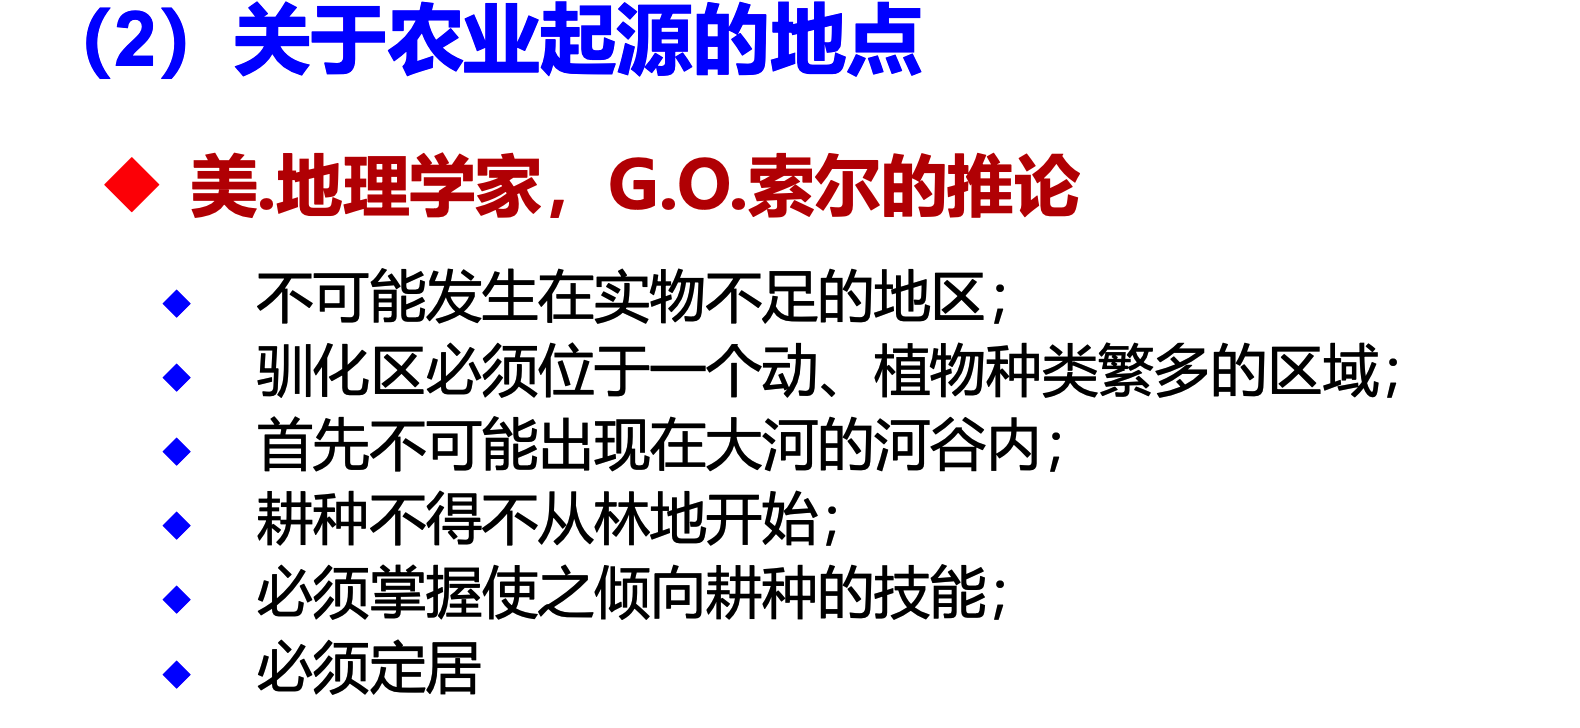 （2）关于农业起源的地点
美.地理学家，G.O.索尔的推论
不可能发生在实物不足的地区；
驯化区必须位于一个动、植物种类繁多的区域；
首先不可能出现在大河的河谷内；
耕种不得不从林地开始；
必须掌握使之倾向耕种的技能；
必须定居